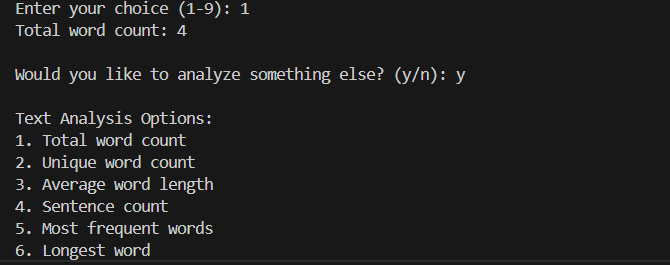 Enter your choice (1-9): 1
Total word count: 4
Would you like to analyze something else? (y/n): y
Text Analysis Options:
1. Total word count
2. Unique word count
3. Average word length
4. Sentence count
5. Most frequent words
6. Longest word